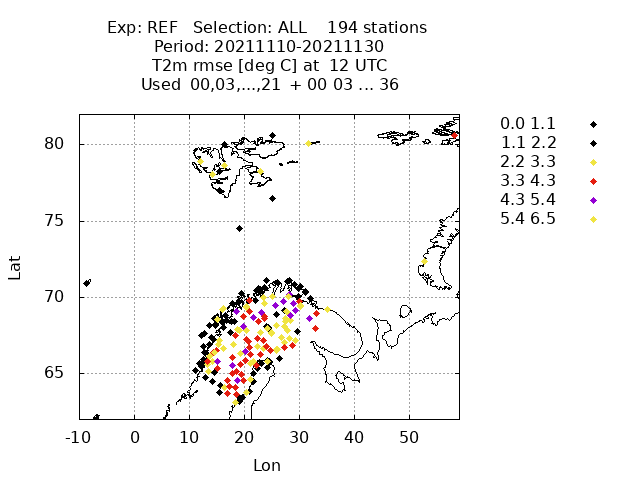 Exp: REF   Selection: ALL    194 stations
Period: 20211110-20211130
T2m rmse [deg C] at  12 UTC
Used  00,03,...,21  + 00 03 ... 36
0.0 1.1
1.1 2.2
2.2 3.3
3.3 4.3
4.3 5.4
5.4 6.5
80
75
70
65
Lat
-10 0 10 20 30 40 50
Lon